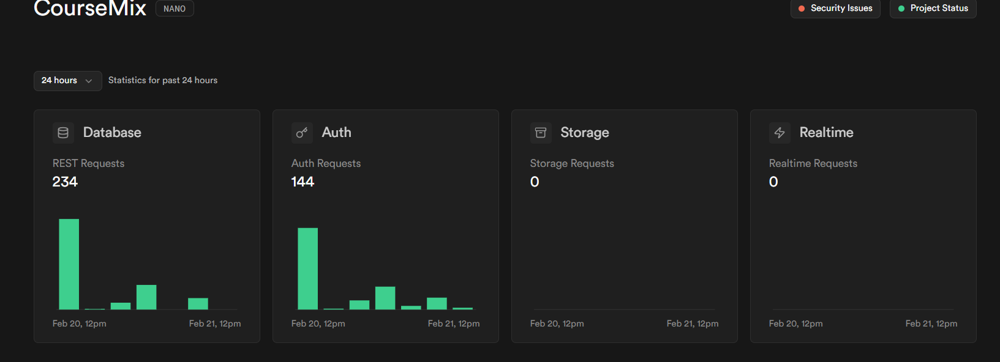 CourseMix NANO Security Issues Project Status
24 hours Statistics for past 24 hours
Database
REST Requests
234
Feb 20, 12pm Feb 21, 12pm
Auth
Auth Requests
144
Feb 20, 12pm Feb 21, 12pm
Storage
Storage Requests
0
Feb 20, 12pm Feb 21, 12pm
Realtime
Realtime Requests
0
Feb 20, 12pm Feb 21, 12pm